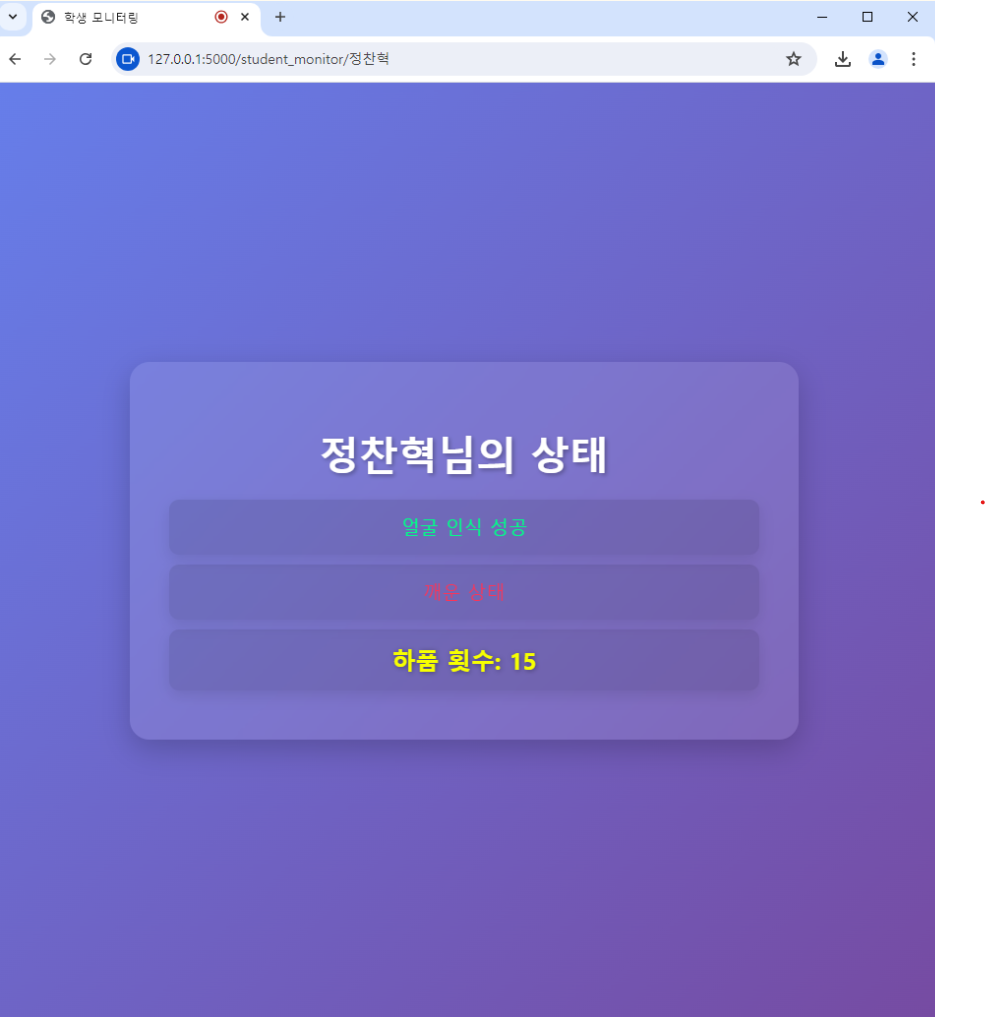 학생 모니터링
127.0.0.1:5000/student_monitor/정찬혁
정찬혁님의 상태
얼굴 인식 성공
깨은 상태
하품 횟수: 15